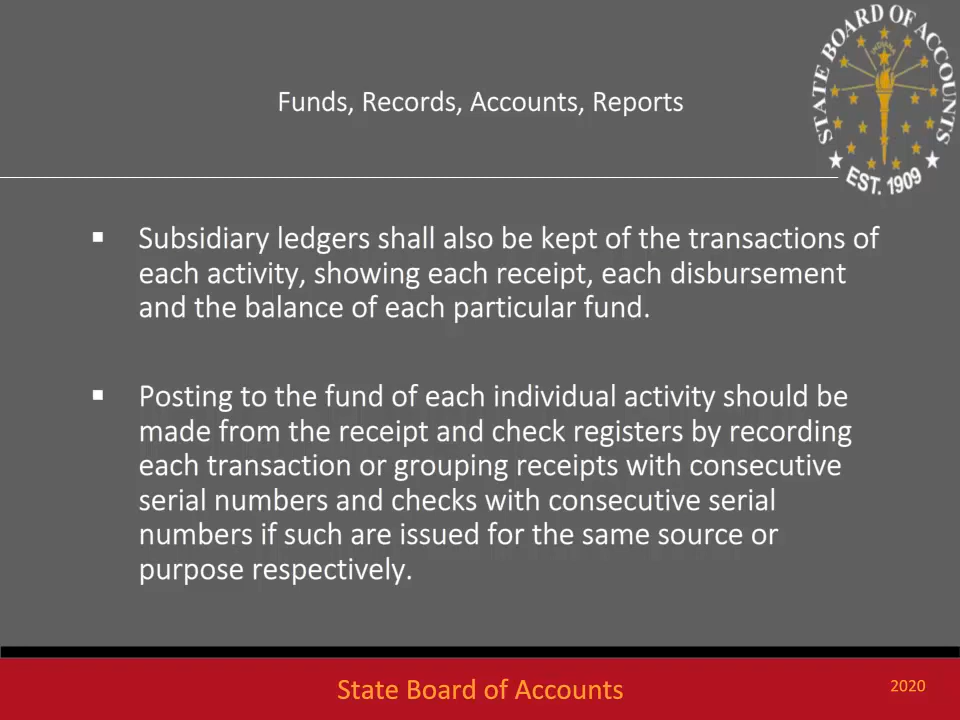 STATE BOARD OF ACCOUNTS
INDIANA
EST. 1909
Funds, Records, Accounts, Reports
▪ Subsidiary ledgers shall also be kept of the transactions of
each activity, showing each receipt, each disbursement
and the balance of each particular fund.
▪ Posting to the fund of each individual activity should be
made from the receipt and check registers by recording
each transaction or grouping receipts with consecutive
serial numbers and checks with consecutive serial
numbers if such are issued for the same source or
purpose respectively.
State Board of Accounts
2020